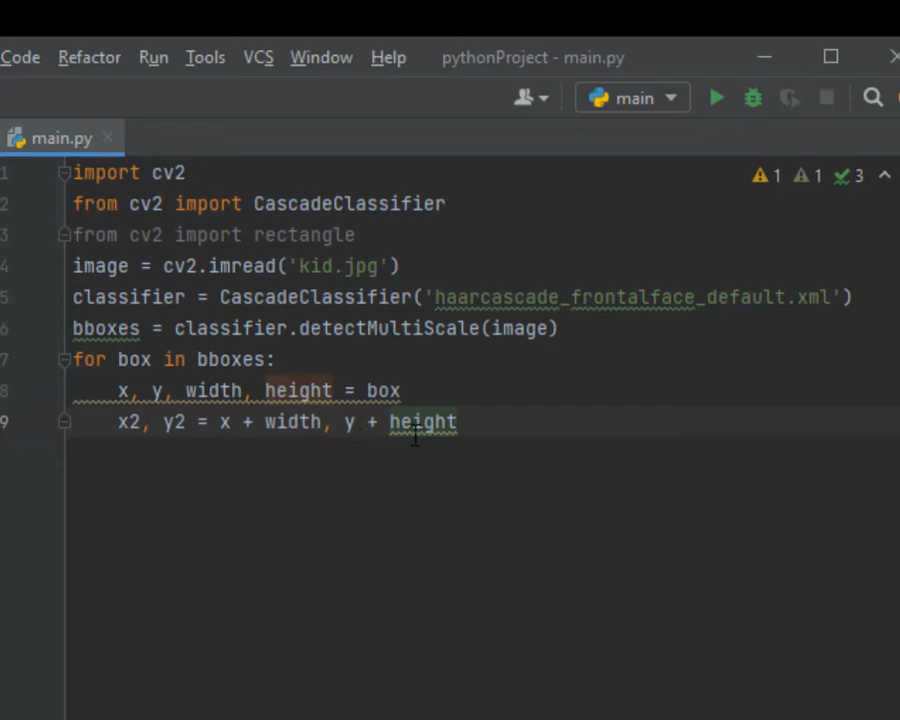 Code Refactor Run Tools VCS Window Help pythonProject - main.py
main
main.py
1 import cv2
2 from cv2 import CascadeClassifier
3 from cv2 import rectangle
4 image = cv2.imread('kid.jpg')
5 classifier = CascadeClassifier('haarcascade_frontalface_default.xml')
6 bboxes = classifier.detectMultiScale(image)
7 for box in bboxes:
8 x, y, width, height = box
9 x2, y2 = x + width, y + height
1 1 3